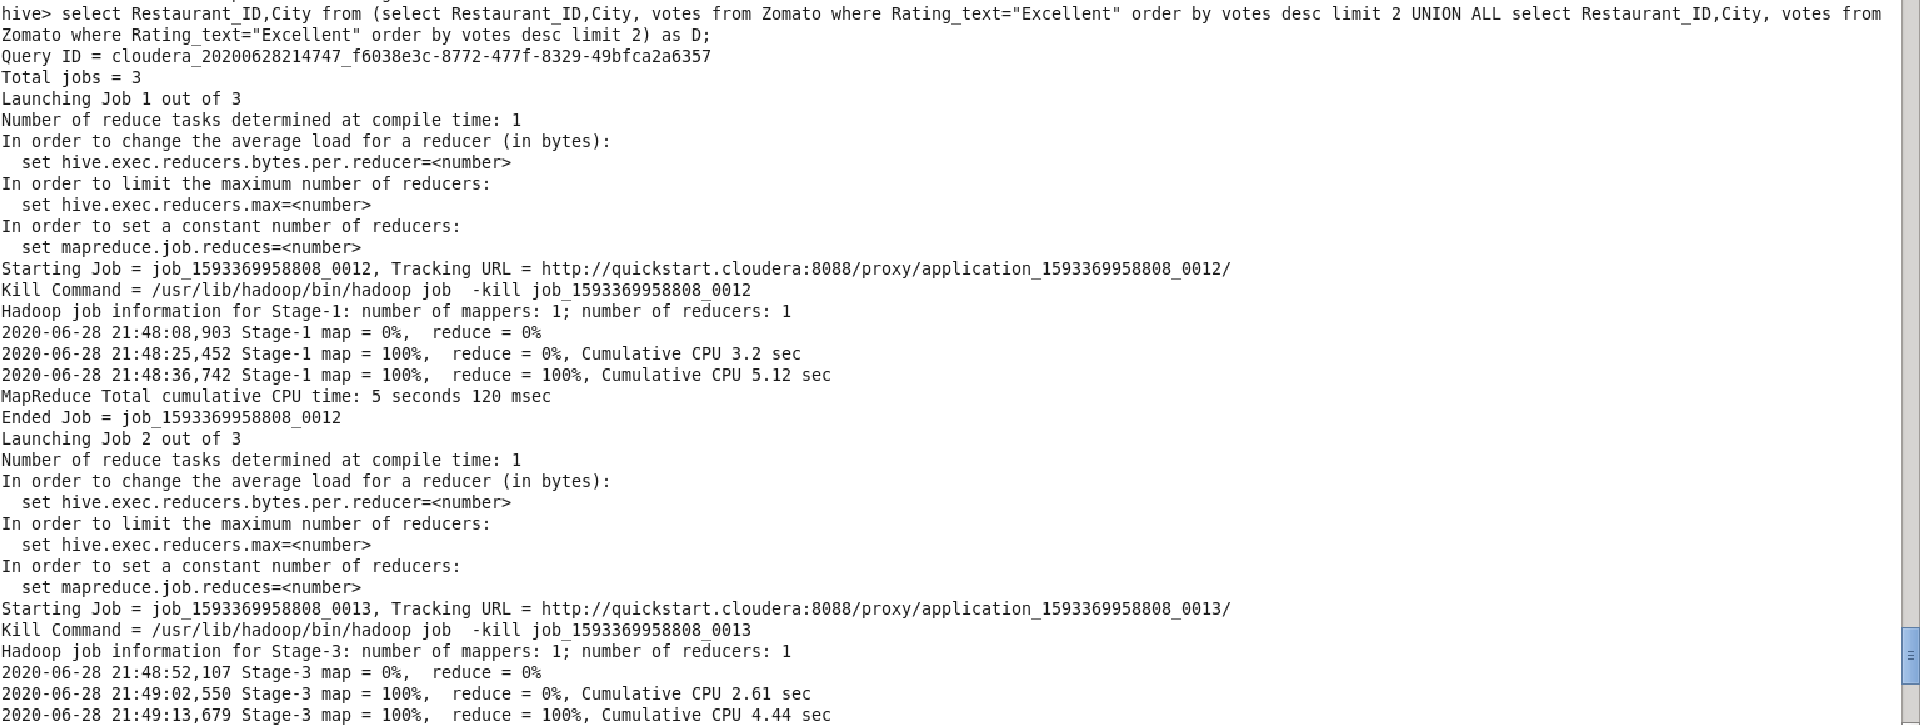 hive> select Restaurant_ID,City from (select Restaurant_ID,City, votes from Zomato where Rating_text="Excellent" order by votes desc limit 2 UNION ALL select Restaurant_ID,City, votes from
Zomato where Rating_text="Excellent" order by votes desc limit 2) as D;
Query ID = cloudera_20200628214747_f6038e3c-8772-477f-8329-49bfca2a6357
Total jobs = 3
Launching Job 1 out of 3
Number of reduce tasks determined at compile time: 1
In order to change the average load for a reducer (in bytes):
  set hive.exec.reducers.bytes.per.reducer=<number>
In order to limit the maximum number of reducers:
  set hive.exec.reducers.max=<number>
In order to set a constant number of reducers:
  set mapreduce.job.reduces=<number>
Starting Job = job_1593369958808_0012, Tracking URL = http://quickstart.cloudera:8088/proxy/application_1593369958808_0012/
Kill Command = /usr/lib/hadoop/bin/hadoop job  -kill job_1593369958808_0012
Hadoop job information for Stage-1: number of mappers: 1; number of reducers: 1
2020-06-28 21:48:08,903 Stage-1 map = 0%,  reduce = 0%
2020-06-28 21:48:25,452 Stage-1 map = 100%,  reduce = 0%, Cumulative CPU 3.2 sec
2020-06-28 21:48:36,742 Stage-1 map = 100%,  reduce = 100%, Cumulative CPU 5.12 sec
MapReduce Total cumulative CPU time: 5 seconds 120 msec
Ended Job = job_1593369958808_0012
Launching Job 2 out of 3
Number of reduce tasks determined at compile time: 1
In order to change the average load for a reducer (in bytes):
  set hive.exec.reducers.bytes.per.reducer=<number>
In order to limit the maximum number of reducers:
  set hive.exec.reducers.max=<number>
In order to set a constant number of reducers:
  set mapreduce.job.reduces=<number>
Starting Job = job_1593369958808_0013, Tracking URL = http://quickstart.cloudera:8088/proxy/application_1593369958808_0013/
Kill Command = /usr/lib/hadoop/bin/hadoop job  -kill job_1593369958808_0013
Hadoop job information for Stage-3: number of mappers: 1; number of reducers: 1
2020-06-28 21:48:52,107 Stage-3 map = 0%,  reduce = 0%
2020-06-28 21:49:02,550 Stage-3 map = 100%,  reduce = 0%, Cumulative CPU 2.61 sec
2020-06-28 21:49:13,679 Stage-3 map = 100%,  reduce = 100%, Cumulative CPU 4.44 sec